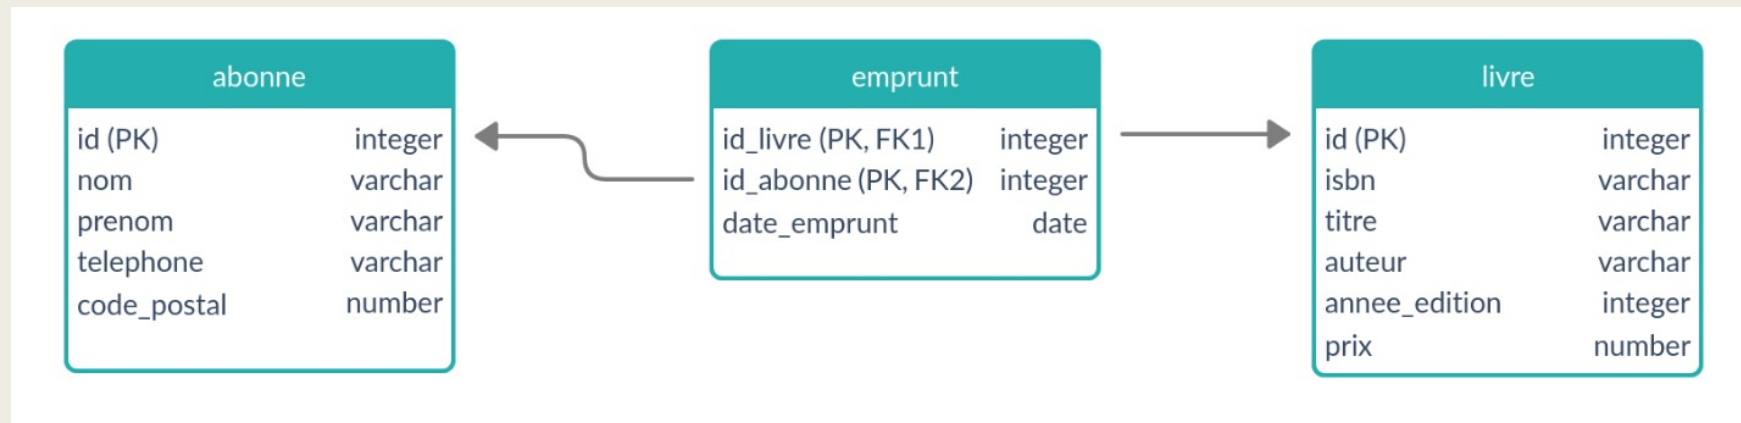 abonne
id (PK) integer
nom varchar
prenom varchar
telephone varchar
code_postal number
emprunt
id_livre (PK, FK1) integer
id_abonne (PK, FK2) integer
date_emprunt date
livre
id (PK) integer
isbn varchar
titre varchar
auteur varchar
annee_edition integer
prix number